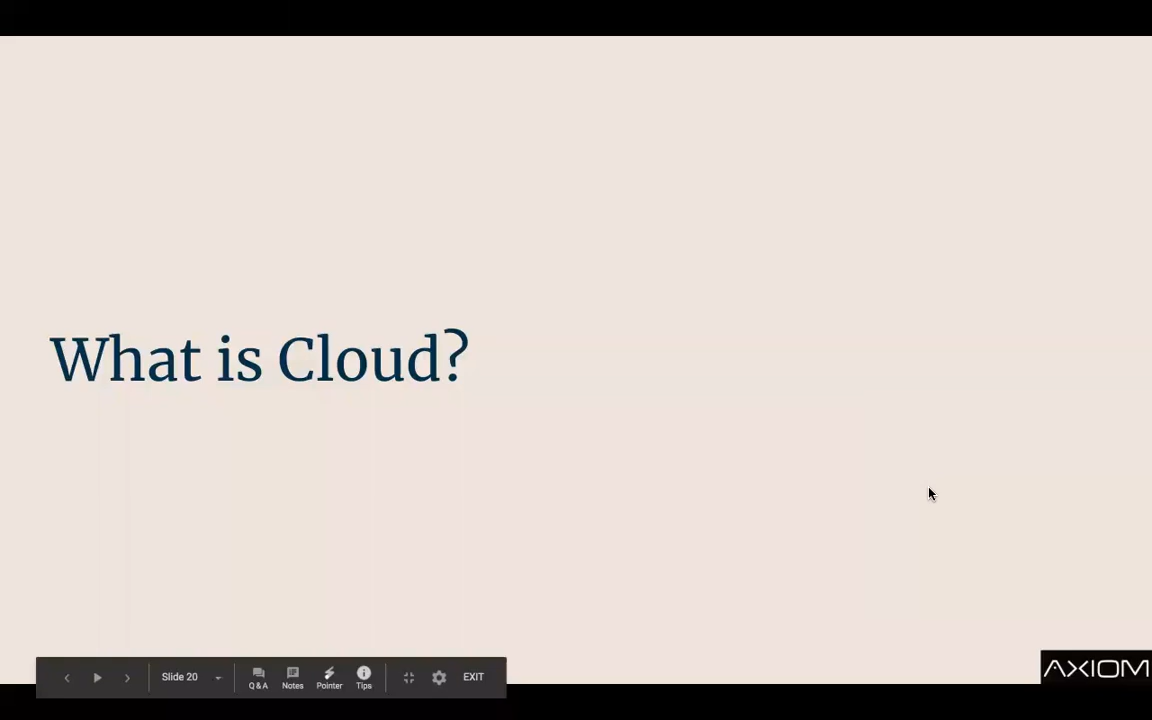 What is Cloud?
Slide 20
Q&A
Notes
Pointer
Tips
EXIT
AXIOM